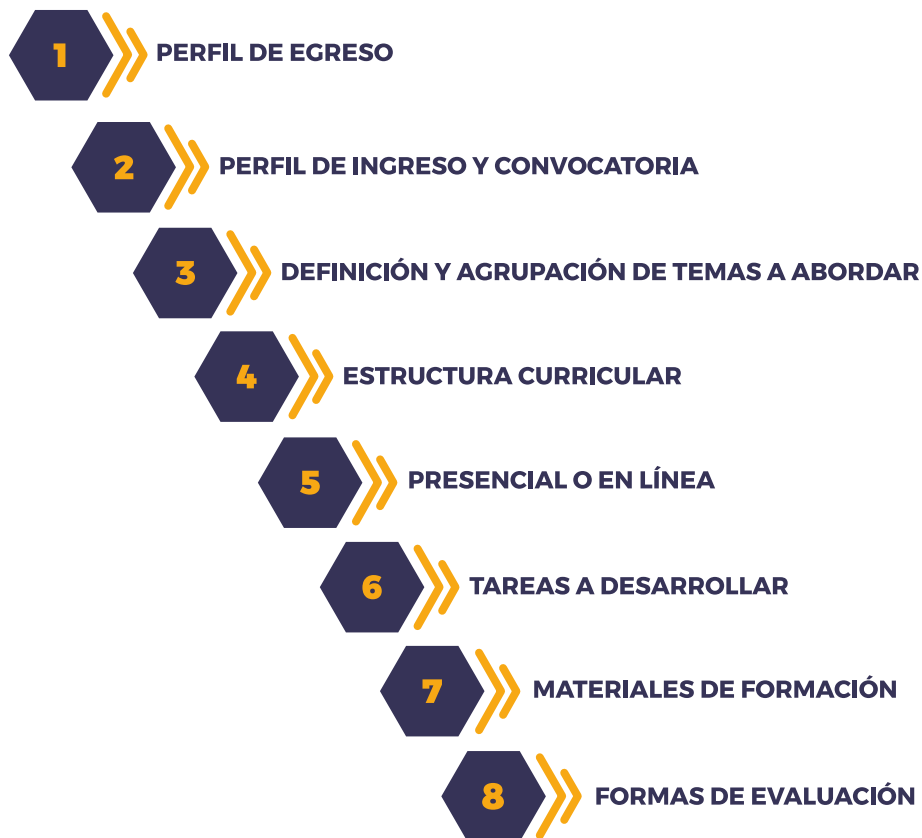 1 PERFIL DE EGRESO
2 PERFIL DE INGRESO Y CONVOCATORIA
3 DEFINICIÓN Y AGRUPACIÓN DE TEMAS A ABORDAR
4 ESTRUCTURA CURRICULAR
5 PRESENCIAL O EN LÍNEA
6 TAREAS A DESARROLLAR
7 MATERIALES DE FORMACIÓN
8 FORMAS DE EVALUACIÓN